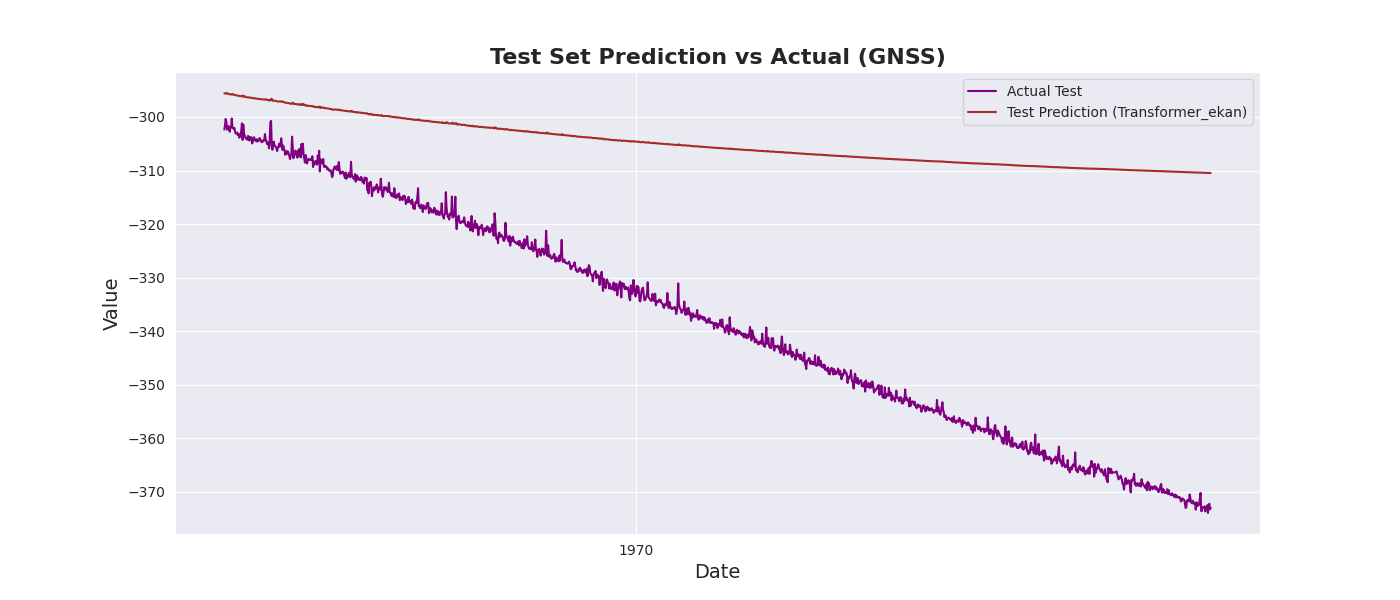 Test Set Prediction vs Actual (GNSS)
Actual Test
Test Prediction (Transformer_ekan)
−300
−310
−320
−330
−340
−350
−360
−370
Value
1970
Date